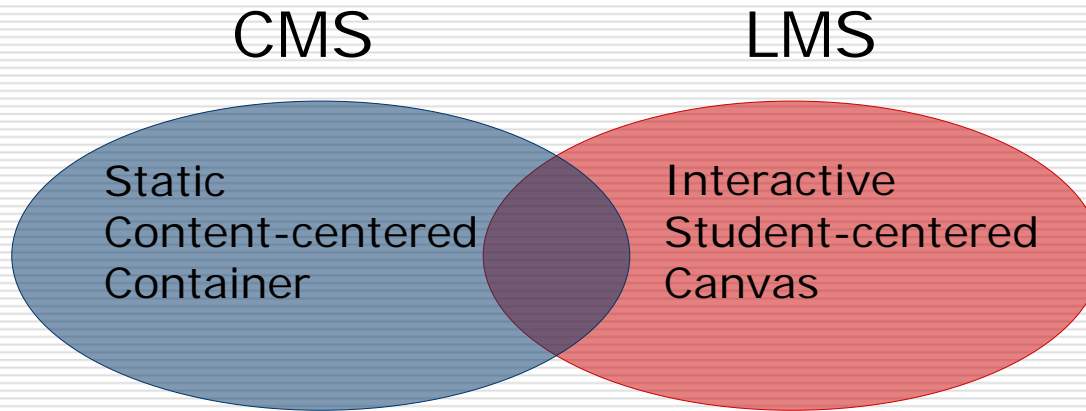 CMS
LMS
Static
Content-centered
Container
Interactive
Student-centered
Canvas